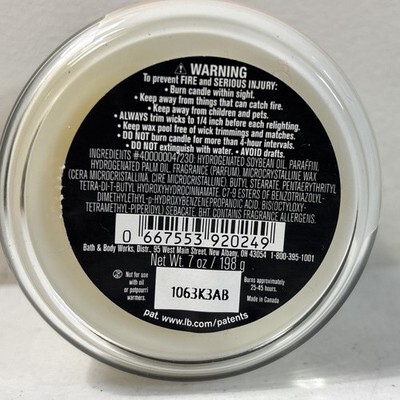 WARNING
To prevent FIRE and SERIOUS INJURY:
• Burn candle within sight.
• Keep away from things that can catch fire.
• Keep away from children and pets.
• ALWAYS trim wicks to 1/4 inch before each relighting.
• Keep wax pool free of wick trimmings and matches.
• DO NOT burn candle for more than 4-hour intervals.
• DO NOT extinguish with water. • AVOID drafts.
INGREDIENTS #400000047230: HYDROGENATED SOYBEAN OIL, PARAFFIN,
HYDROGENATED PALM OIL, FRAGRANCE (PARFUM), MICROCRYSTALLINE WAX
(CERA MICROCRISTALLINA, CIRE MICROCRISTALLINE), BUTYL STEARATE, PENTAERYTHRITYL
TETRA-DI-T-BUTYL HYDROXYHYDROCINNAMATE, C7-9 ESTERS OF BENZOTRIAZOLYL-
DIMETHYLETHYL-p-HYDROXYBENZENEPROPANOIC ACID, BIS(OCTYLOXY-
TETRAMETHYL-PIPERIDYL) SEBACATE, BHT. CONTAINS FRAGRANCE ALLERGENS.
0 667553 920249
Bath & Body Works, Distr., 95 West Main Street, New Albany, OH 43054 1-800-395-1001
Net Wt. 7 oz / 198 g
Not for use
with oil
or potpourri
warmers.
1063K3AB
Burns approximately
25-45 hours.
Made in Canada
pat. www.lb.com/patents